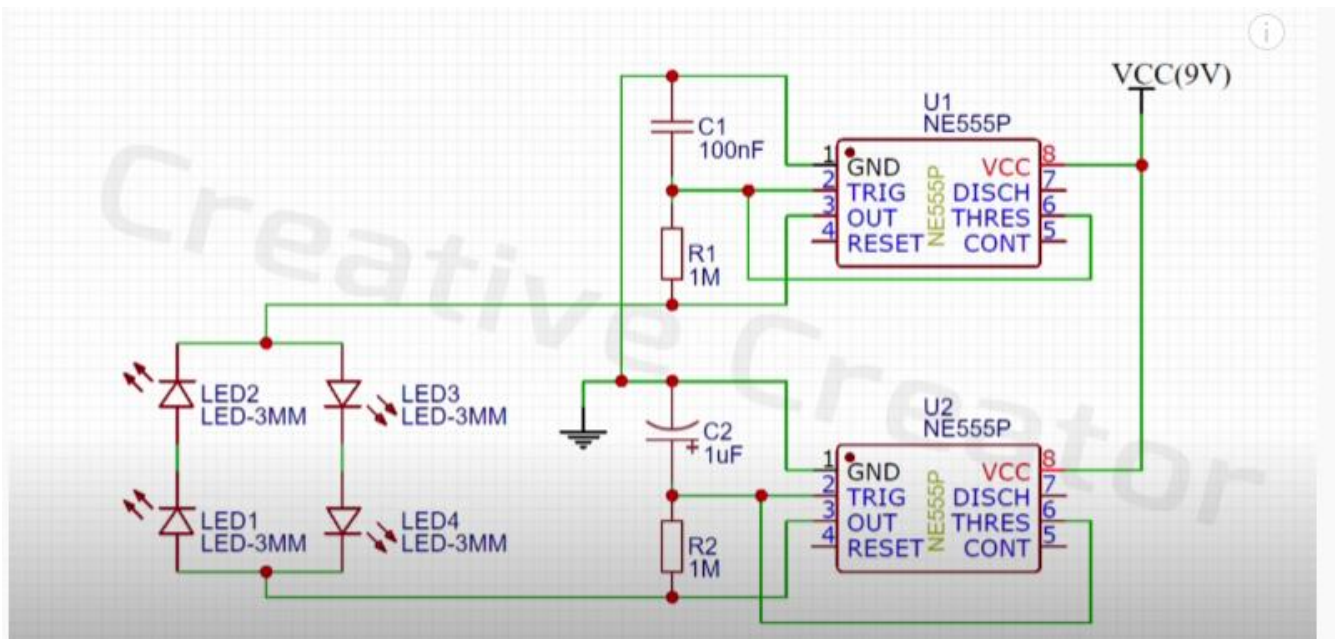 VCC(9V)
U1
NE555P
C1
100nF
1
GND
2
TRIG
3
OUT
4
RESET
NE555P
VCC
8
DISCH
7
THRES
6
CONT
5
R1
1M
Creative Creator
LED2
LED-3MM
LED3
LED-3MM
LED1
LED-3MM
LED4
LED-3MM
C2
+ 1uF
U2
NE555P
1
GND
2
TRIG
3
OUT
4
RESET
NE555P
VCC
8
DISCH
7
THRES
6
CONT
5
R2
1M
i